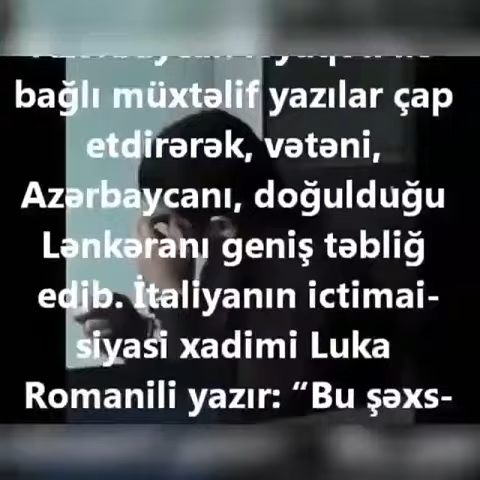 bağlı müxtəlif yazılar çap
etdirərək, vətəni,
Azərbaycanı, doğulduğu
Lənkəranı geniş təbliğ
edib. İtaliyanın ictimai-
siyasi xadimi Luka
Romanili yazır: “Bu şəxs-